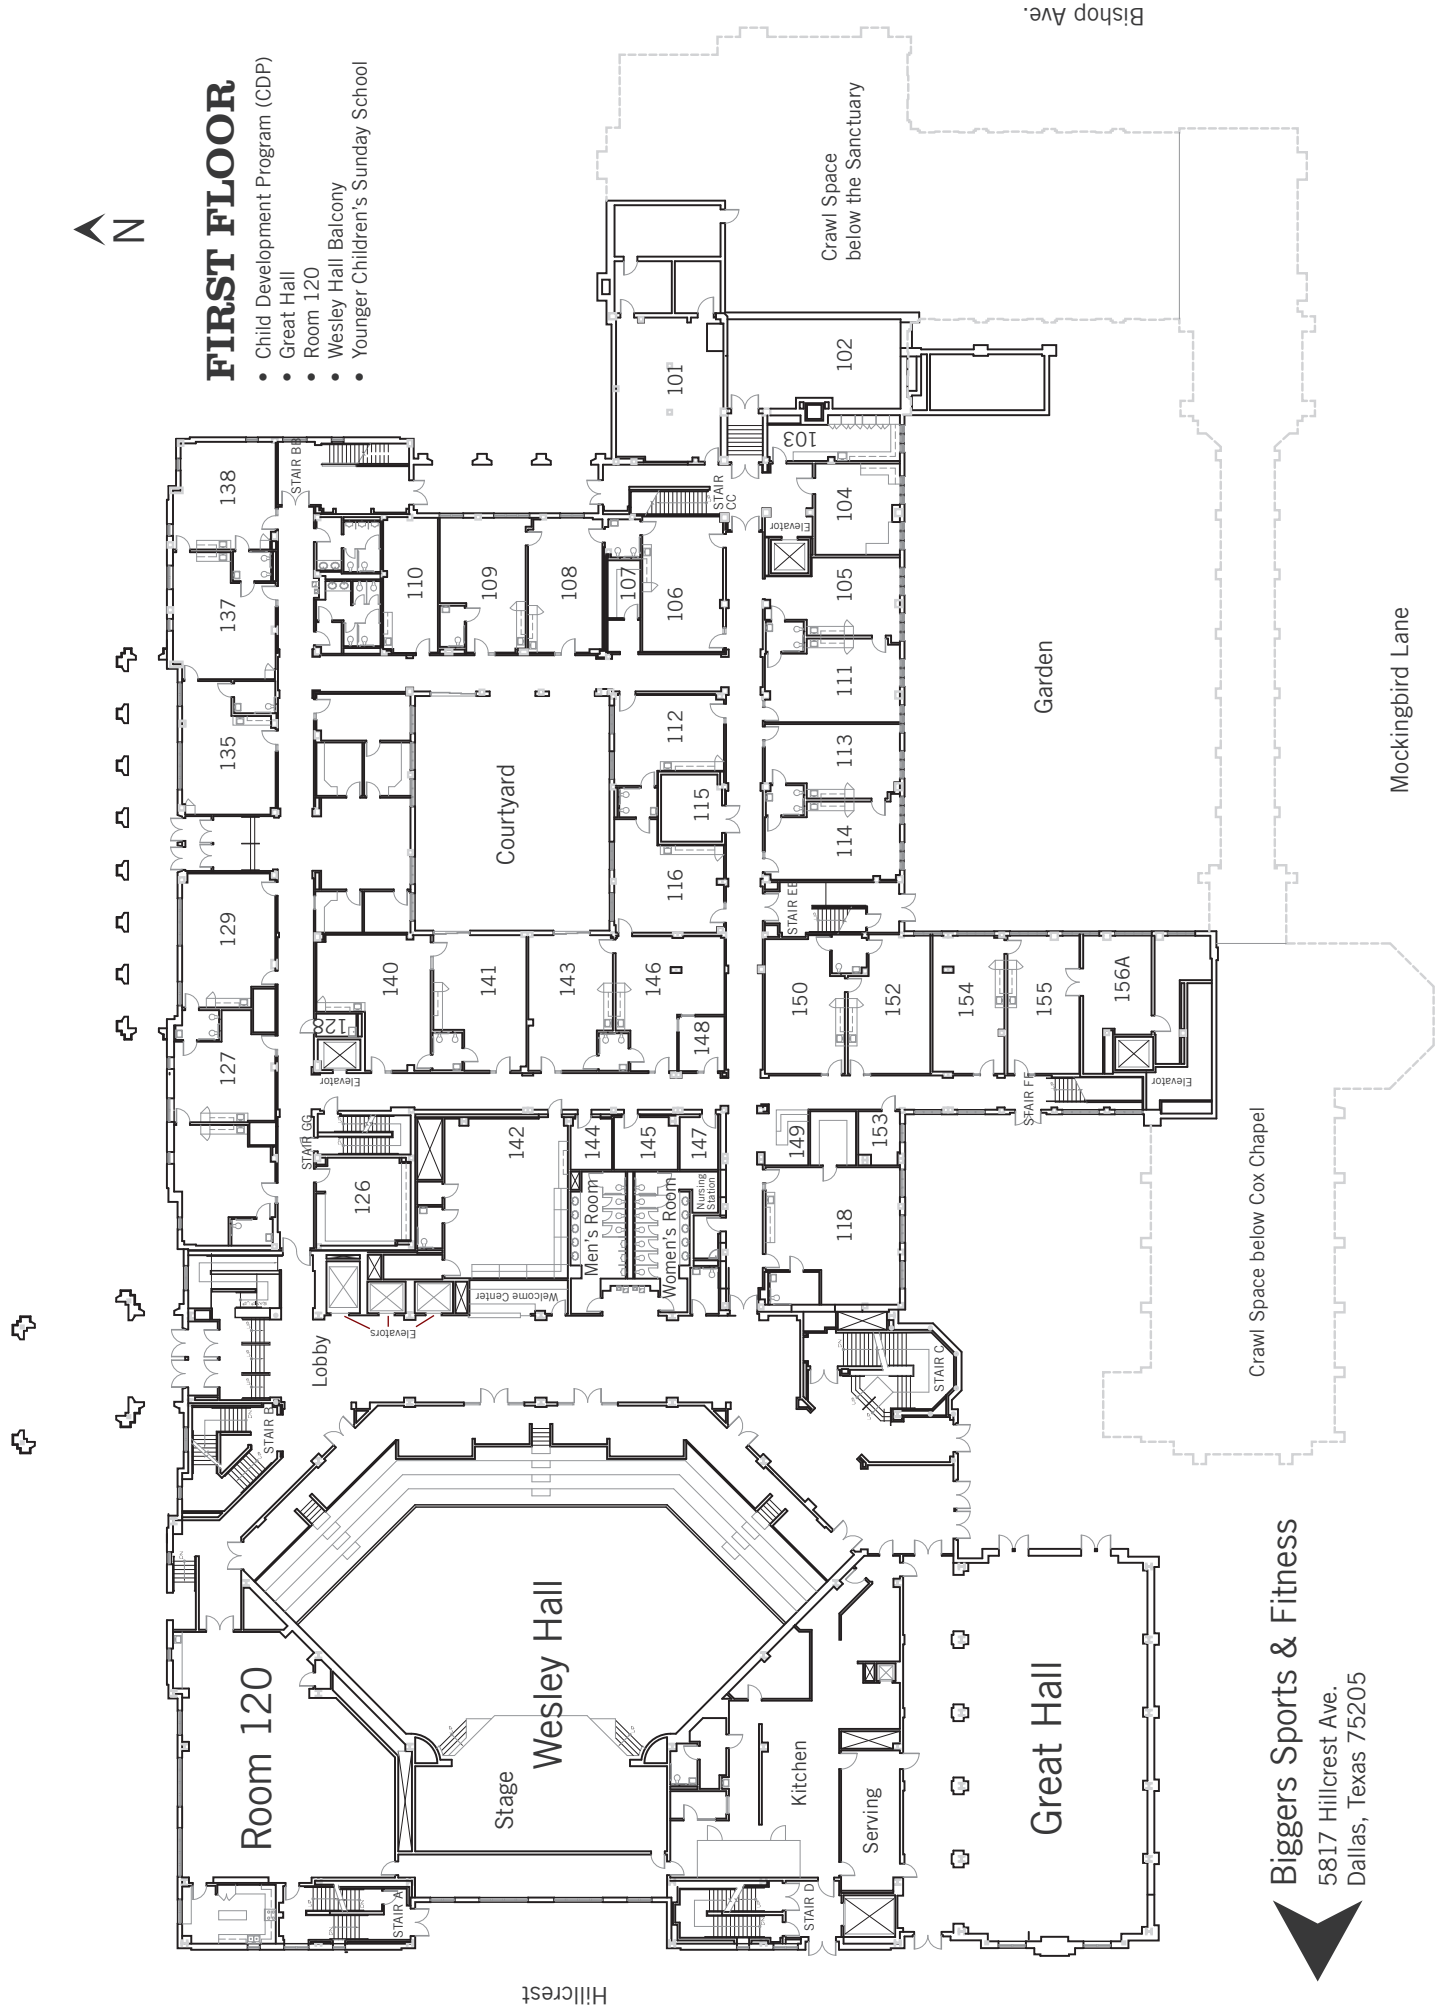 FIRST FLOOR
• Child Development Program (CDP)
• Great Hall
• Room 120
• Wesley Hall Balcony
• Younger Children's Sunday School
N
Bishop Ave.
Crawl Space
below the Sanctuary
138
STAIR BB
137
135
129
127
110
109
108
107
106
101
102
103
STAIR
CC
104
Elevator
105
111
112
113
114
115
116
Courtyard
Garden
Mockingbird Lane
STAIR EE
140
141
143
146
148
128
Elevator
150
152
154
155
156A
Elevator
STAIR FF
STAIR GG
126
142
144
145
147
149
153
118
Men's Room
Women's Room
Nursing
Station
Welcome Center
Elevators
Lobby
STAIR B
STAIR C
Crawl Space below Cox Chapel
Room 120
Wesley Hall
Stage
Kitchen
Serving
Great Hall
STAIR A
STAIR D
Hillcrest
Biggers Sports & Fitness
5817 Hillcrest Ave.
Dallas, Texas 75205